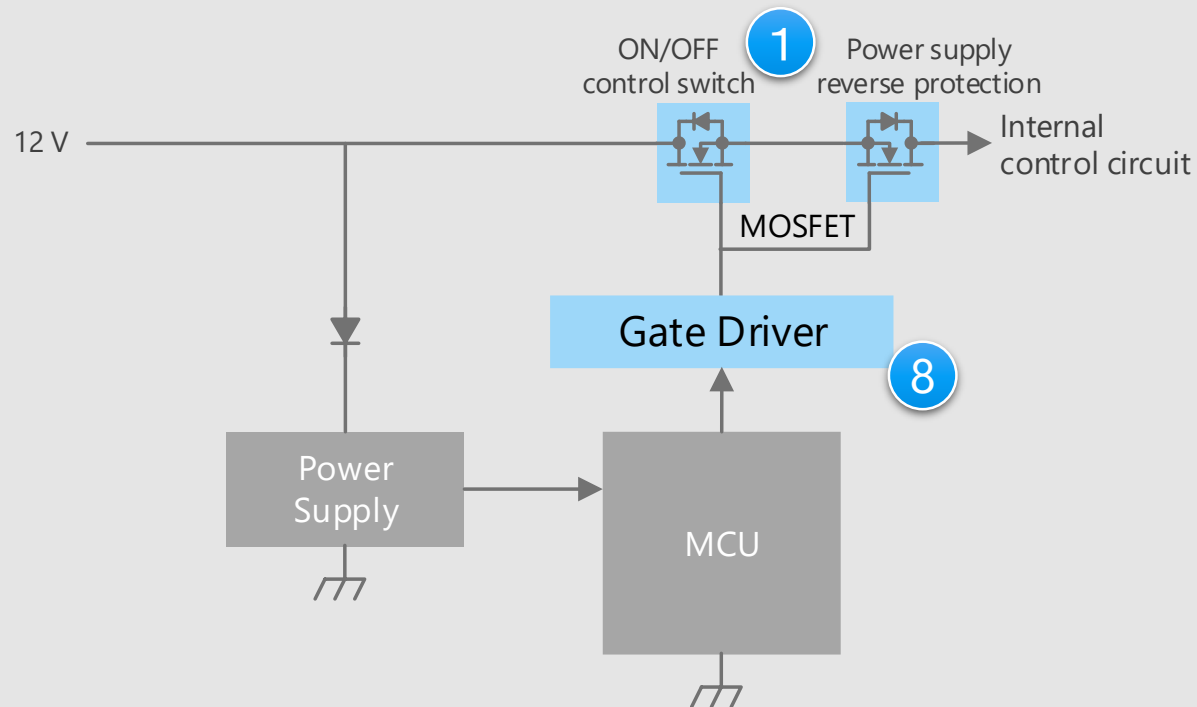 ON/OFF
control switch
1
Power supply
reverse protection
12 V
Internal
control circuit
MOSFET
Gate Driver
8
Power
Supply
MCU